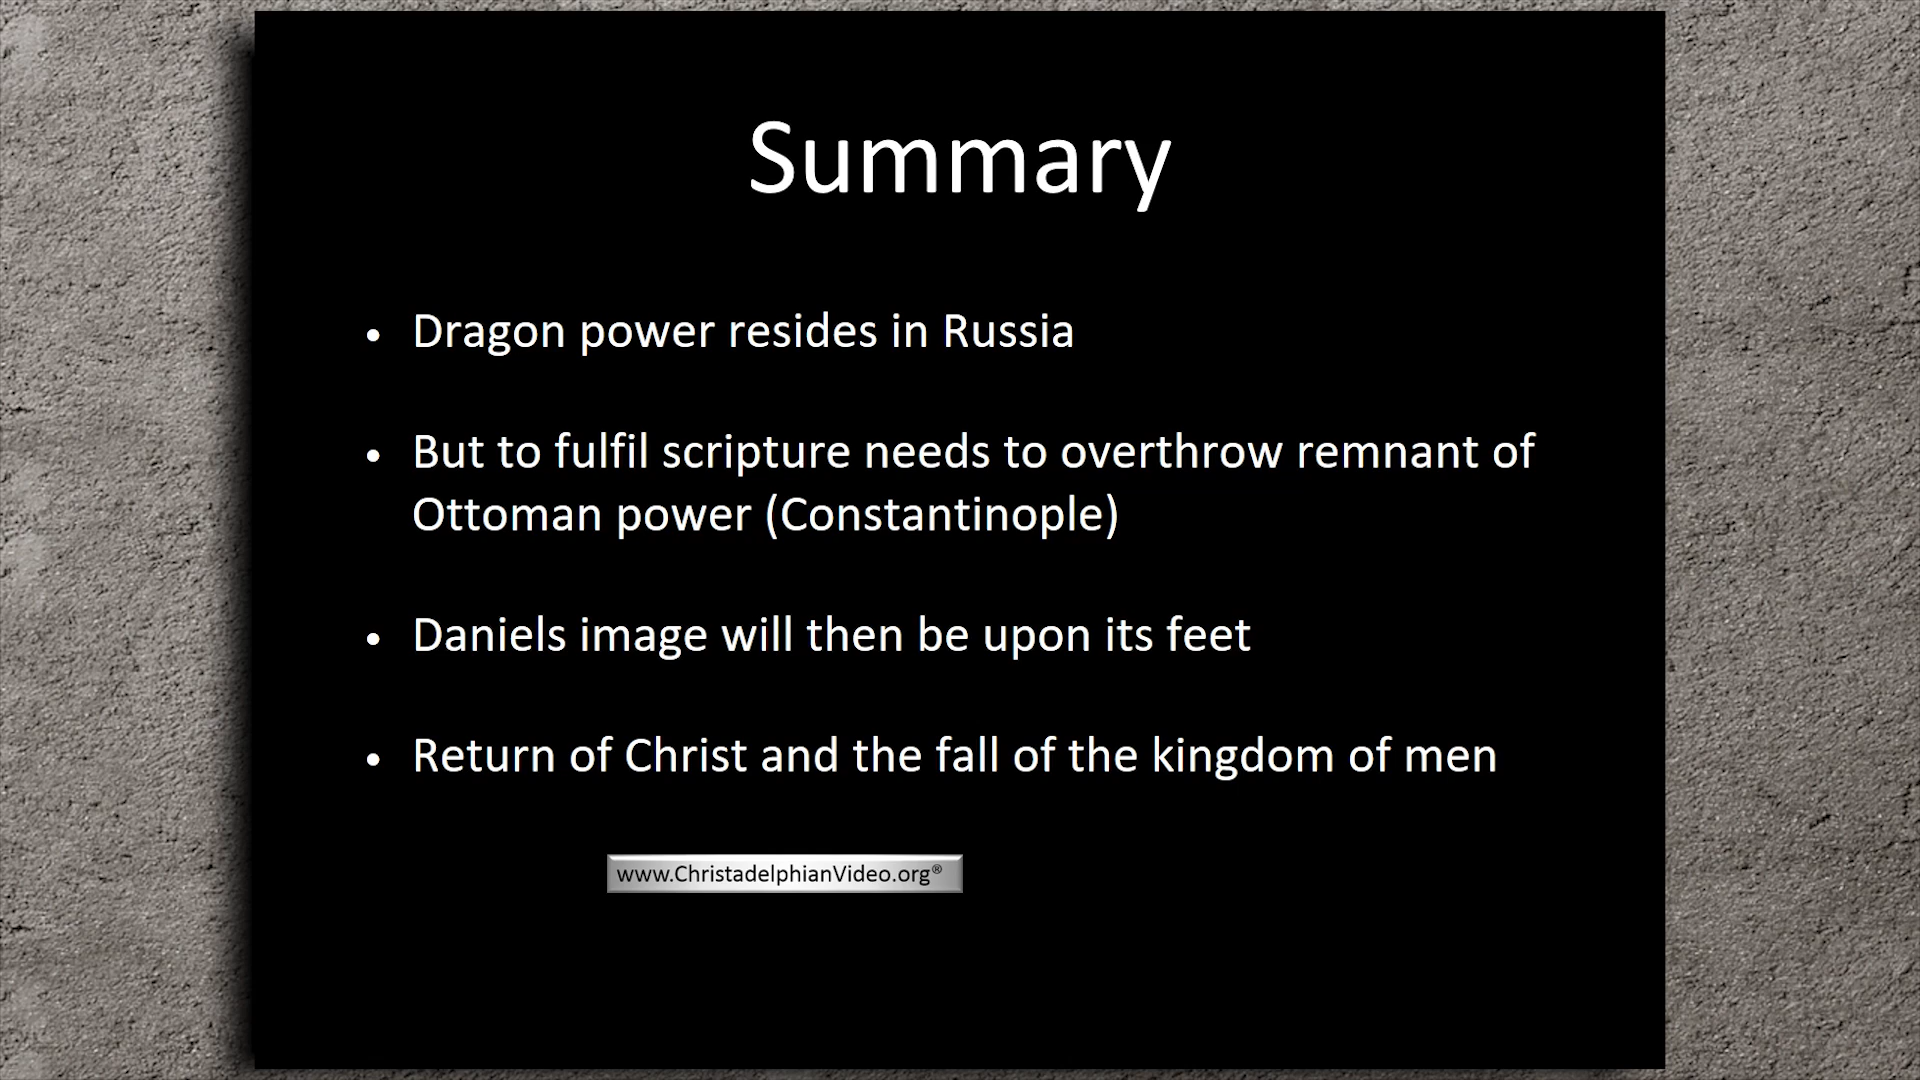 Summary
• Dragon power resides in Russia
• But to fulfil scripture needs to overthrow remnant of
Ottoman power (Constantinople)
• Daniels image will then be upon its feet
• Return of Christ and the fall of the kingdom of men
www.ChristadelphianVideo.org®